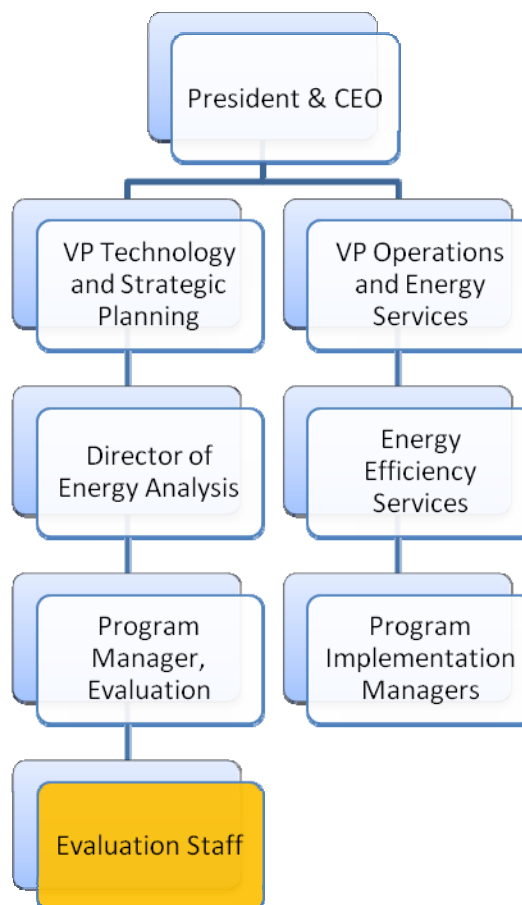 President & CEO
VP Technology
and Strategic
Planning
VP Operations
and Energy
Services
Director of
Energy Analysis
Energy
Efficiency
Services
Program
Manager,
Evaluation
Program
Implementation
Managers
Evaluation Staff